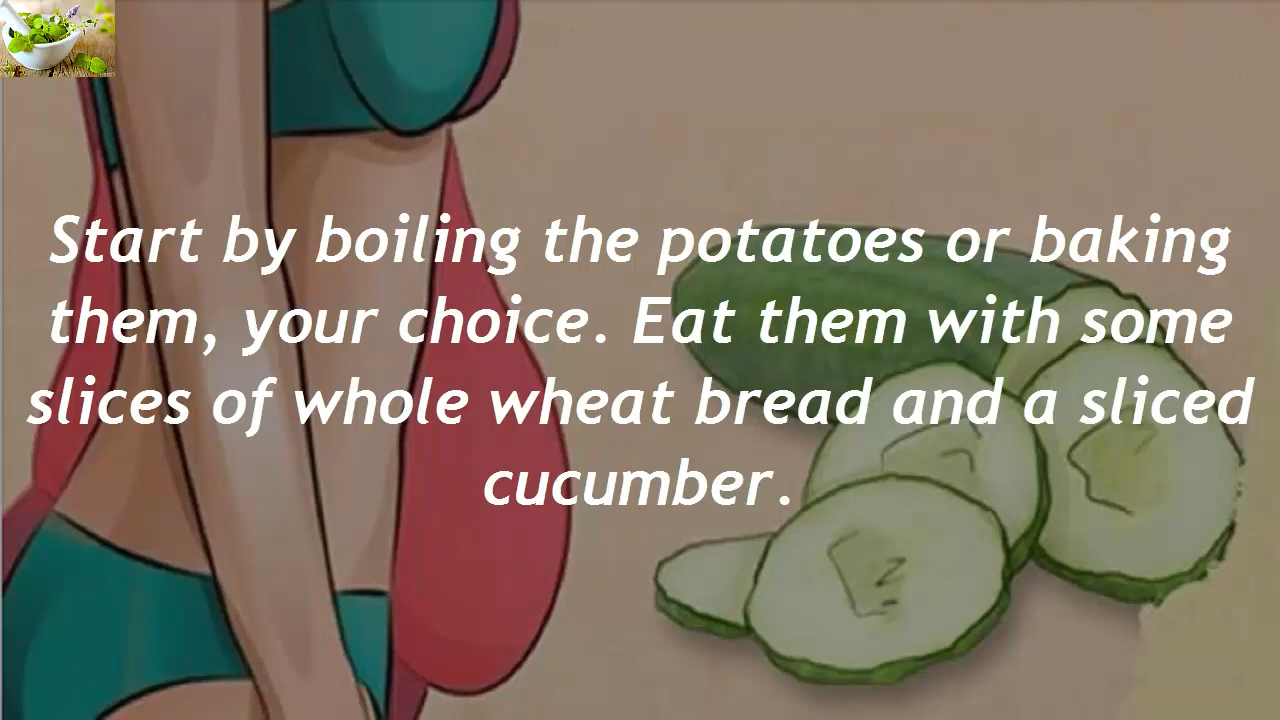 Start by boiling the potatoes or baking
them, your choice. Eat them with some
slices of whole wheat bread and a sliced
cucumber.